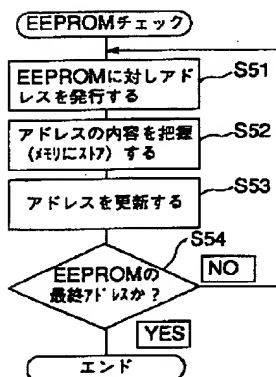 EEPROMチェック
EEPROMに対しアド
レスを発行する
S51
アドレスの内容を把握
(メモリにストア)する
S52
アドレスを更新する
S53
S54
EEPROMの
最終アドレスか?
NO
YES
エンド